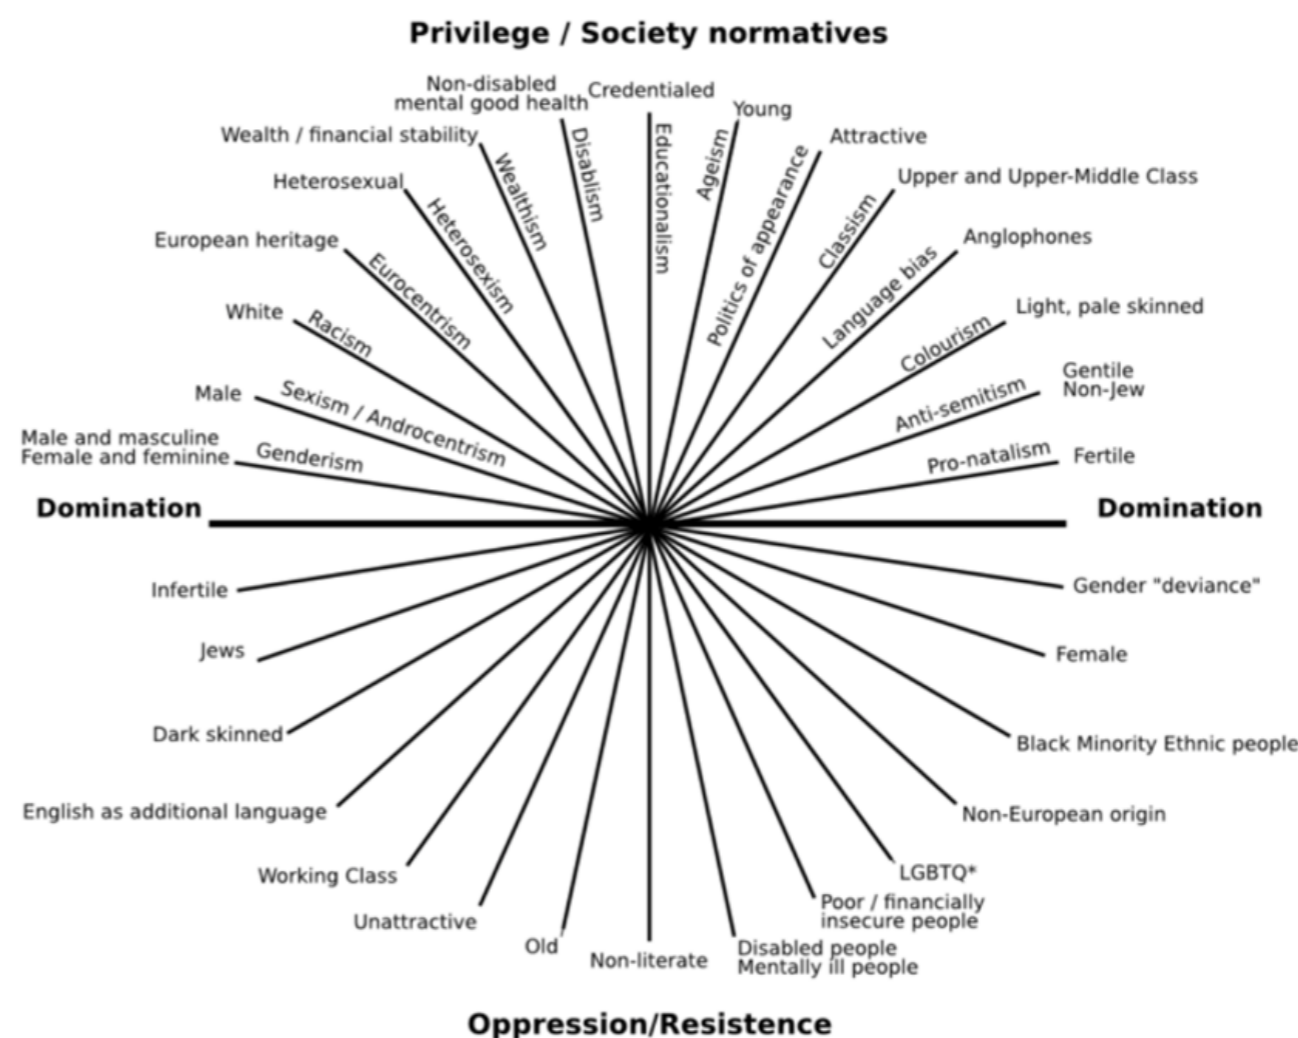 Privilege / Society normatives
Non-disabled
mental good health
Credentialed
Young
Wealth / financial stability
Attractive
Heterosexual
Upper and Upper-Middle Class
European heritage
Anglophones
White
Light, pale skinned
Male
Gentile
Non-Jew
Male and masculine
Female and feminine
Fertile
Genderism
Sexism / Androcentrism
Racism
Eurocentrism
Heterosexism
Wealthism
Disablism
Educationalism
Ageism
Politics of appearance
Classism
Language bias
Colourism
Anti-semitism
Pro-natalism
Domination
Domination
Infertile
Gender "deviance"
Jews
Female
Dark skinned
Black Minority Ethnic people
English as additional language
Non-European origin
Working Class
LGBTQ*
Unattractive
Poor / financially
insecure people
Old
Non-literate
Disabled people
Mentally ill people
Oppression/Resistence